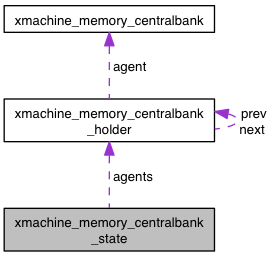 xmachine_memory_centralbank
agent
xmachine_memory_centralbank
_holder
prev
next
agents
xmachine_memory_centralbank
_state